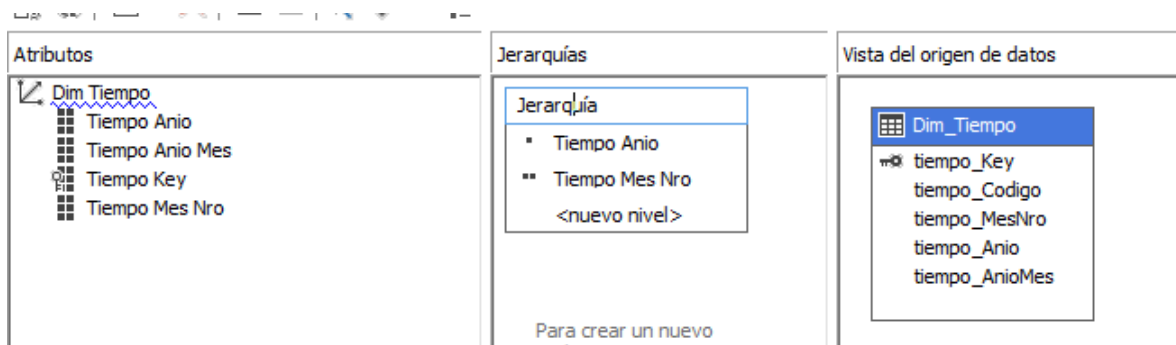 Atributos
Dim Tiempo
Tiempo Anio
Tiempo Anio Mes
Tiempo Key
Tiempo Mes Nro
Jerarquías
Jerarquía
Tiempo Anio
Tiempo Mes Nro
<nuevo nivel>
Para crear un nuevo
Vista del origen de datos
Dim_Tiempo
tiempo_Key
tiempo_Codigo
tiempo_MesNro
tiempo_Anio
tiempo_AnioMes